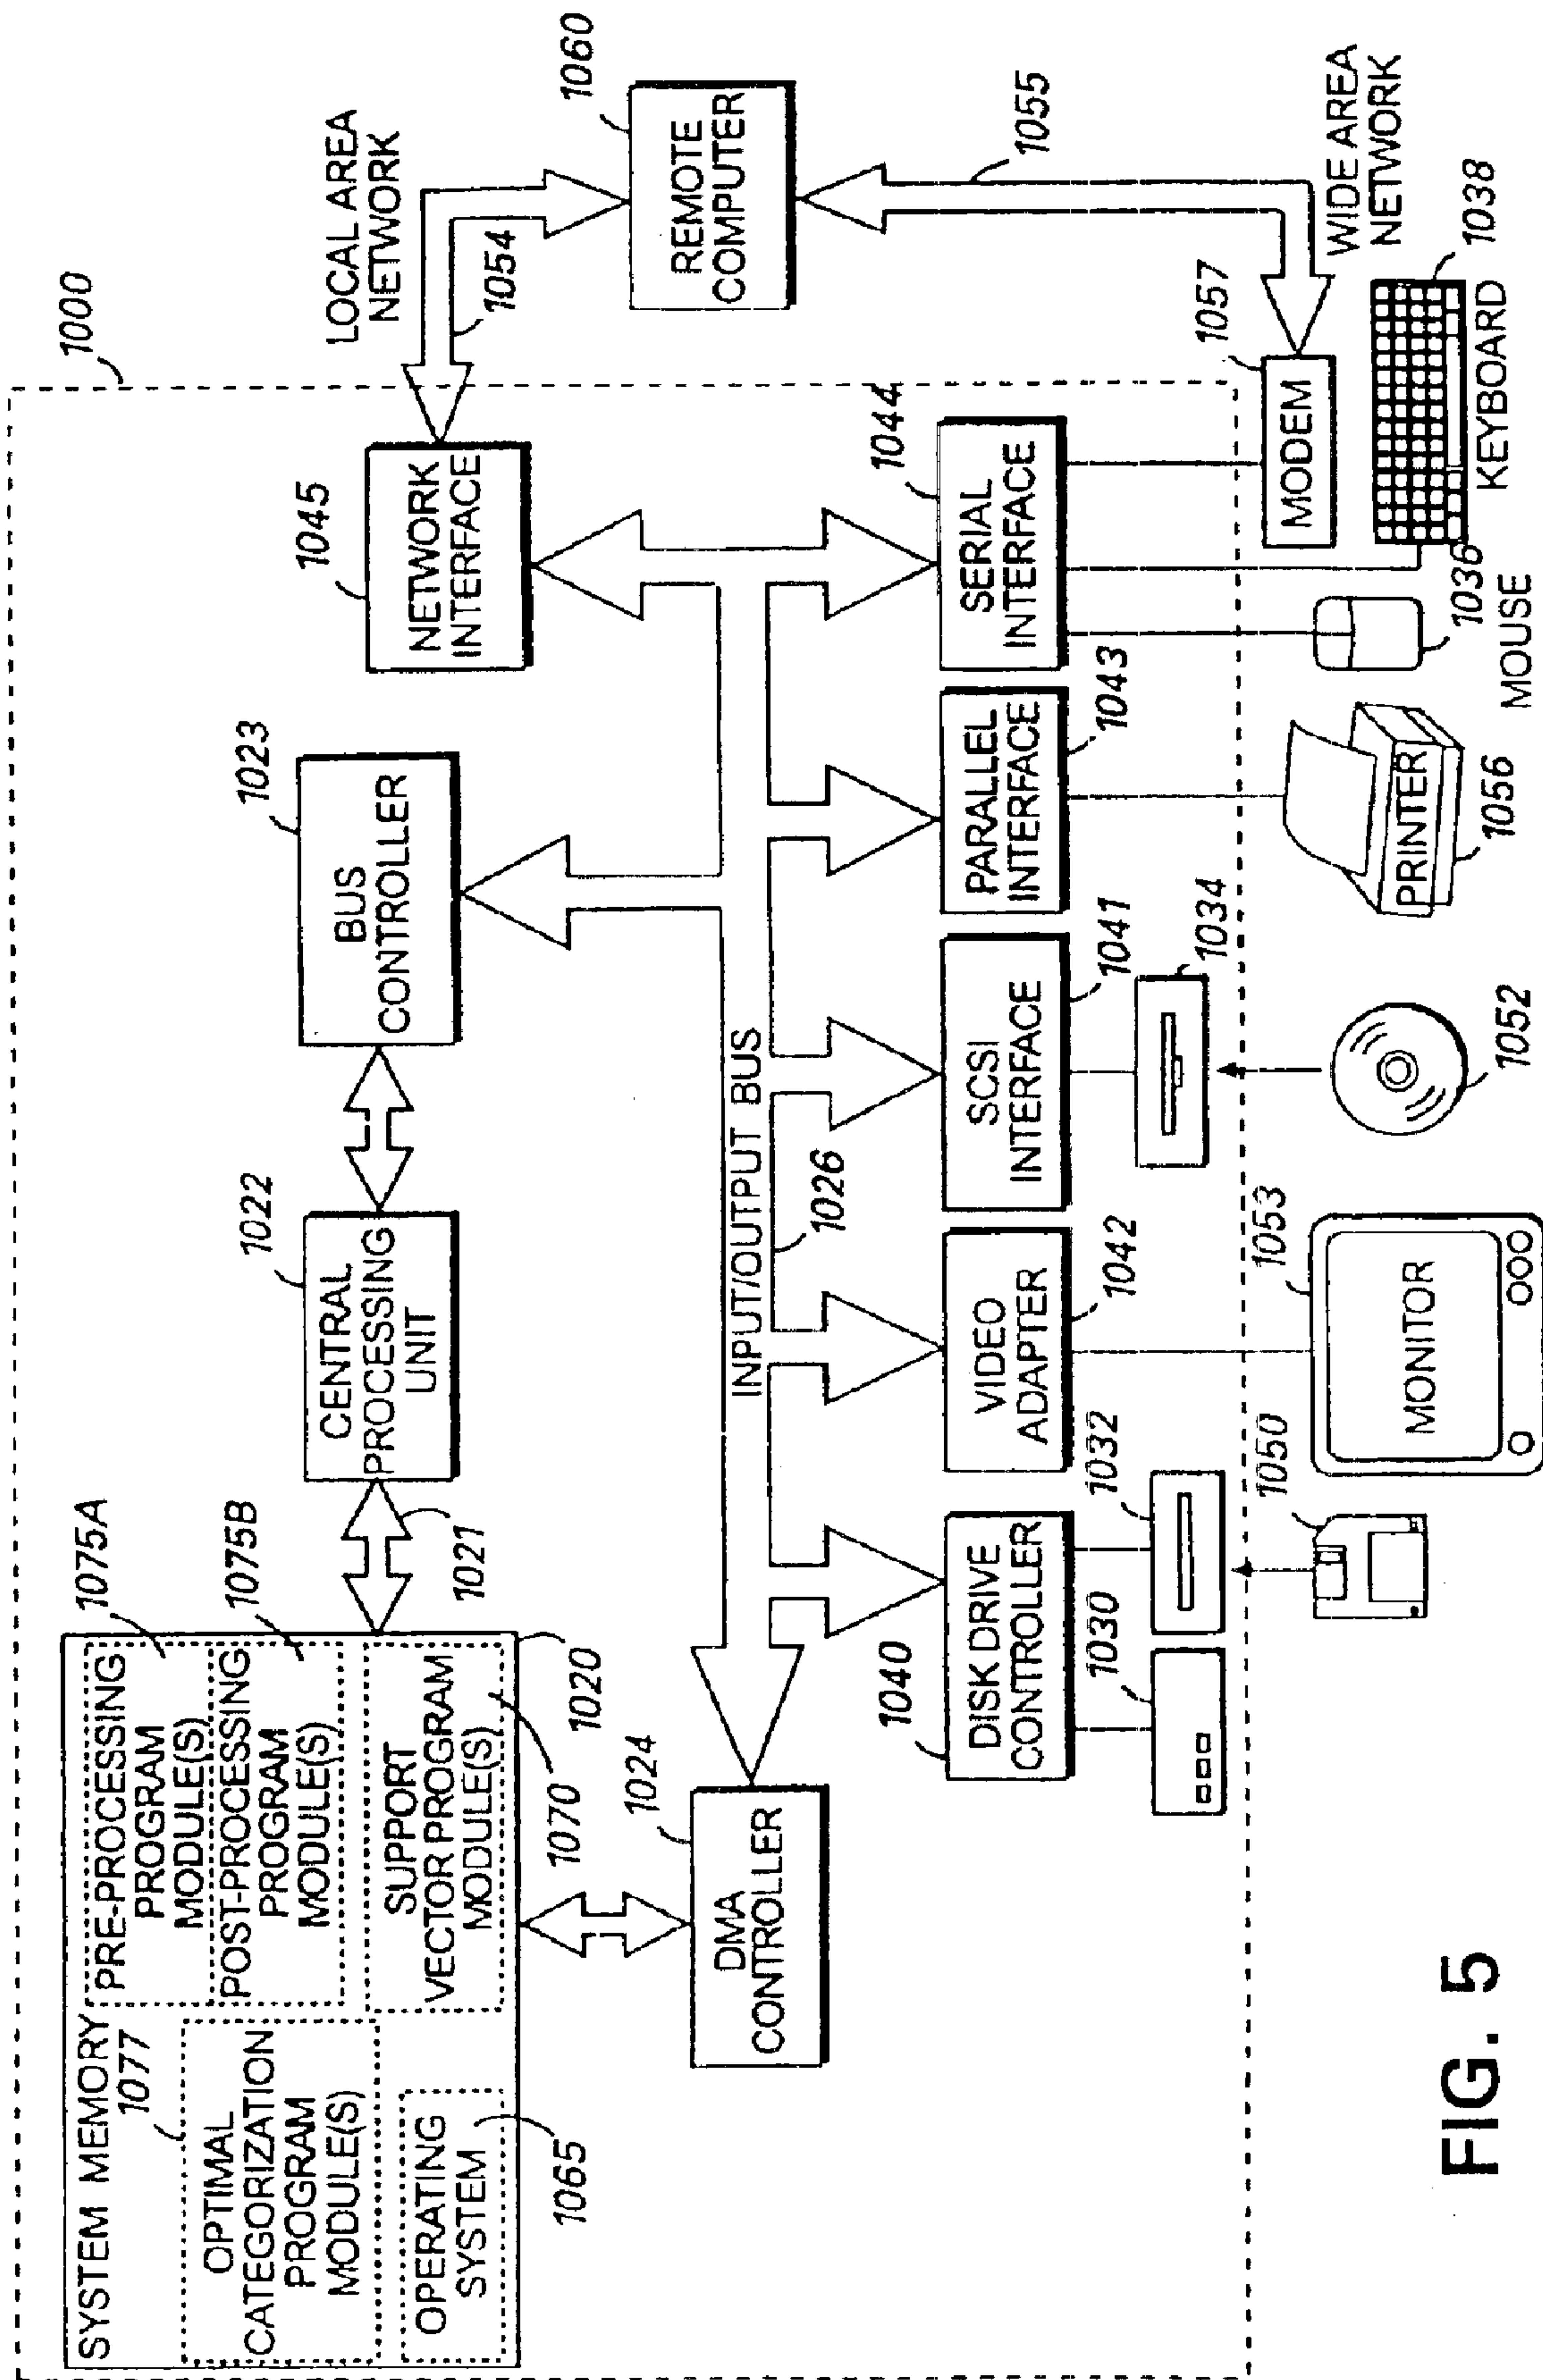 1000
SYSTEM MEMORY
1077
PRE-PROCESSING
PROGRAM
MODULE(S)
1075A
POST-PROCESSING
PROGRAM
MODULE(S)
1075B
OPTIMAL
CATEGORIZATION
PROGRAM
MODULE(S)
SUPPORT
VECTOR PROGRAM
MODULE(S)
1070
OPERATING
SYSTEM
1065
1020
1021
CENTRAL
PROCESSING
UNIT
1022
BUS
CONTROLLER
1023
NETWORK
INTERFACE
1045
LOCAL AREA
NETWORK
1054
REMOTE
COMPUTER
1060
1055
DMA
CONTROLLER
1024
INPUT/OUTPUT BUS
1026
DISK DRIVE
CONTROLLER
1040
VIDEO
ADAPTER
1042
SCSI
INTERFACE
1041
PARALLEL
INTERFACE
1043
SERIAL
INTERFACE
1044
1030
1032
1034
MODEM
1057
WIDE AREA
NETWORK
1050
MONITOR
1053
1052
PRINTER
1056
MOUSE
1036
KEYBOARD
1038
FIG. 5